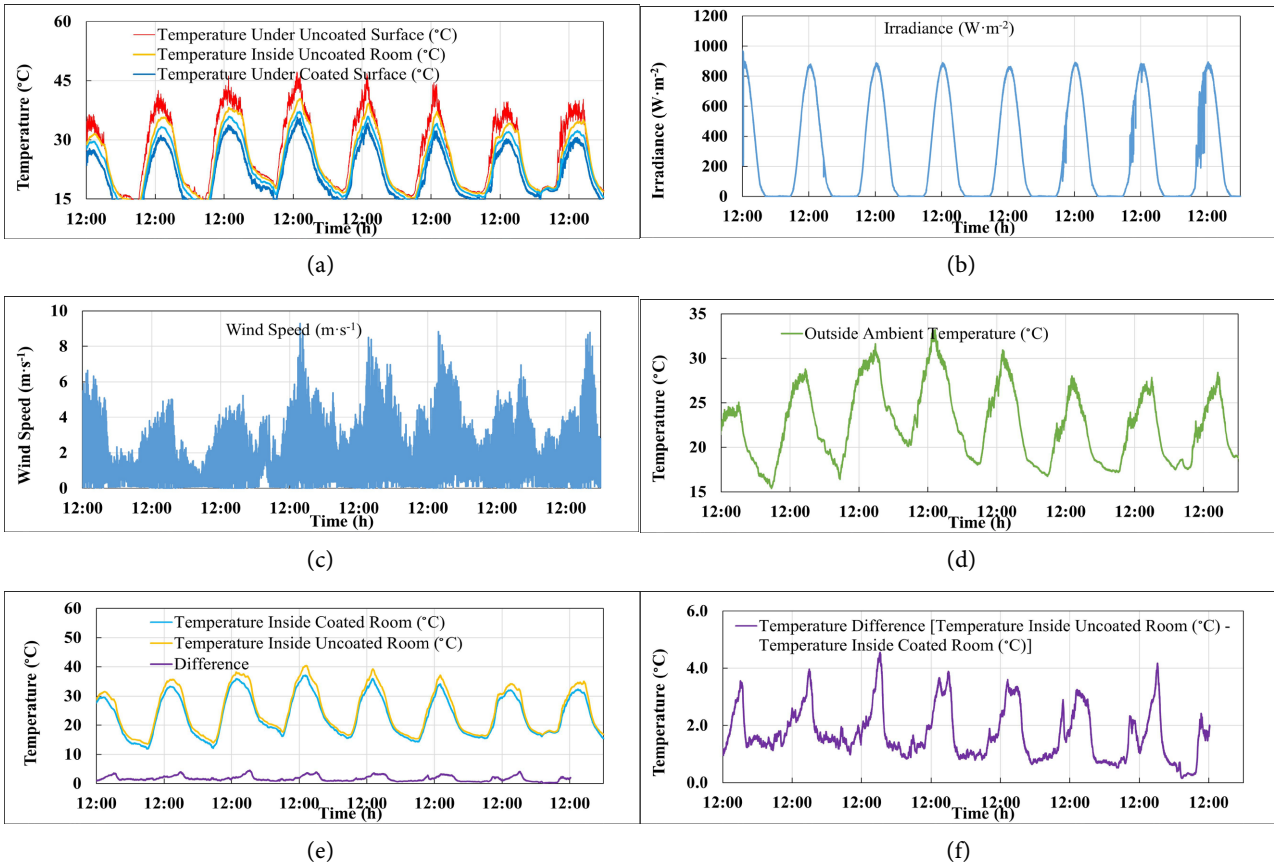 60
45
30
15
Temperature (°C)
Temperature Under Uncoated Surface (°C)
Temperature Inside Uncoated Room (°C)
Temperature Under Coated Surface (°C)
12:00 12:00 12:00 12:00 12:00 12:00 12:00 12:00
Time (h)
(a)
1200
1000
800
600
400
200
0
Irradiance (W·m-2)
Irradiance (W·m-2)
12:00 12:00 12:00 12:00 12:00 12:00 12:00 12:00
Time (h)
(b)
10
8
6
4
2
0
Wind Speed (m·s-1)
Wind Speed (m·s-1)
12:00 12:00 12:00 12:00 12:00 12:00 12:00 12:00
Time (h)
(c)
35
30
25
20
15
Temperature (°C)
Outside Ambient Temperature (°C)
12:00 12:00 12:00 12:00 12:00 12:00 12:00 12:00
Time (h)
(d)
60
50
40
30
20
10
0
Temperature (°C)
Temperature Inside Coated Room (°C)
Temperature Inside Uncoated Room (°C)
Difference
12:00 12:00 12:00 12:00 12:00 12:00 12:00 12:00
Time (h)
(e)
6.0
4.0
2.0
0.0
Temperature (°C)
Temperature Difference [Temperature Inside Uncoated Room (°C) -
Temperature Inside Coated Room (°C)]
12:00 12:00 12:00 12:00 12:00 12:00 12:00 12:00
Time (h)
(f)